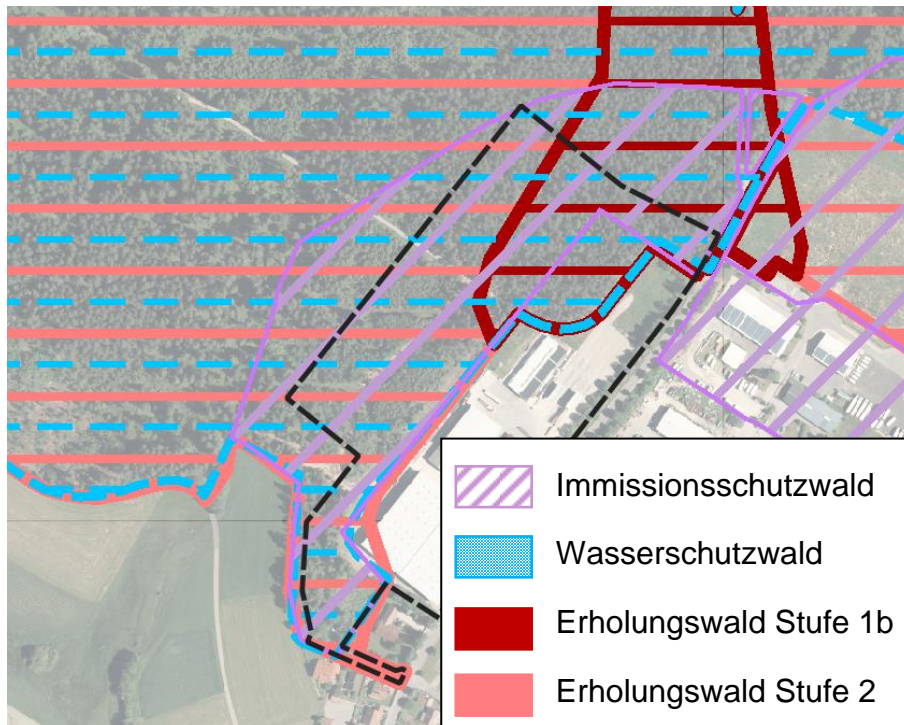 Immissionsschutzwald
Wasserschutzwald
Erholungswald Stufe 1b
Erholungswald Stufe 2